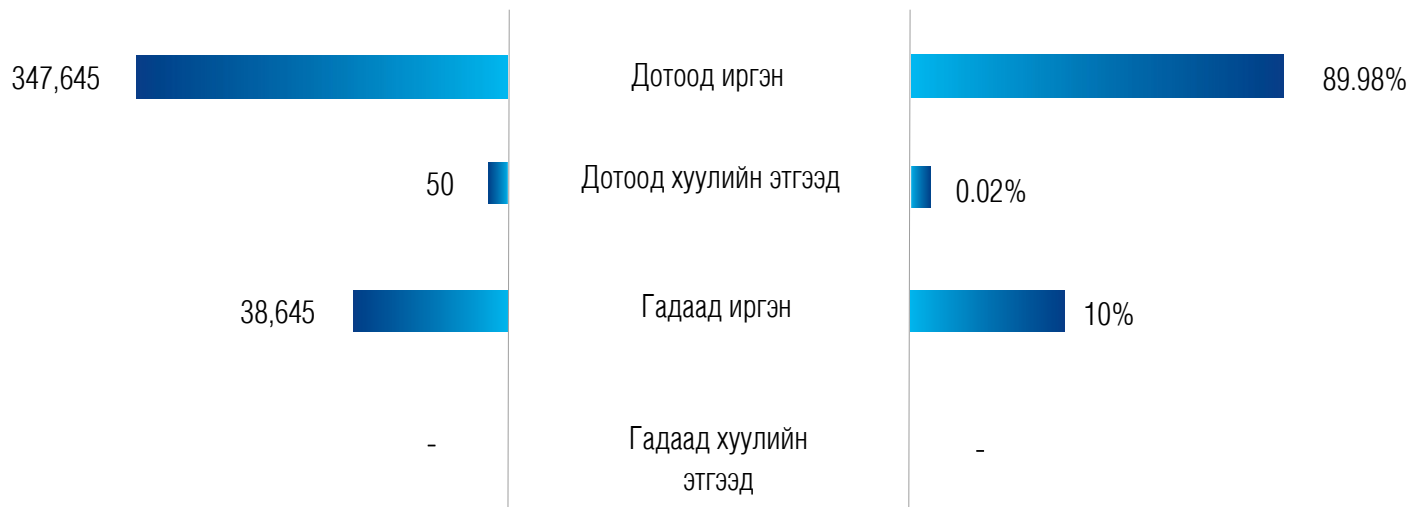 347,645
Дотоод иргэн
89.98%
50
Дотоод хуулийн этгээд
0.02%
38,645
Гадаад иргэн
10%
-
Гадаад хуулийн
этгээд
-